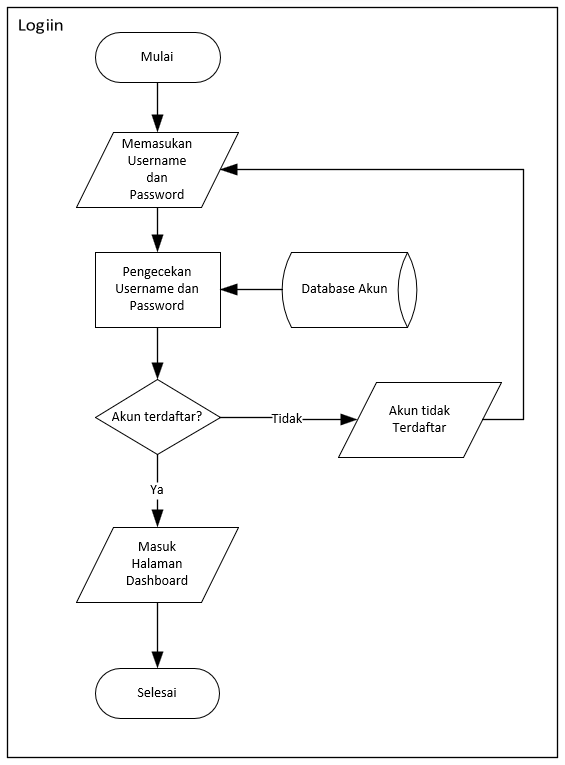 Logiin
Mulai
Memasukan
Username
dan
Password
Pengecekan
Username dan
Password
Database Akun
Akun terdaftar?
Tidak
Akun tidak
Terdaftar
Ya
Masuk
Halaman
Dashboard
Selesai